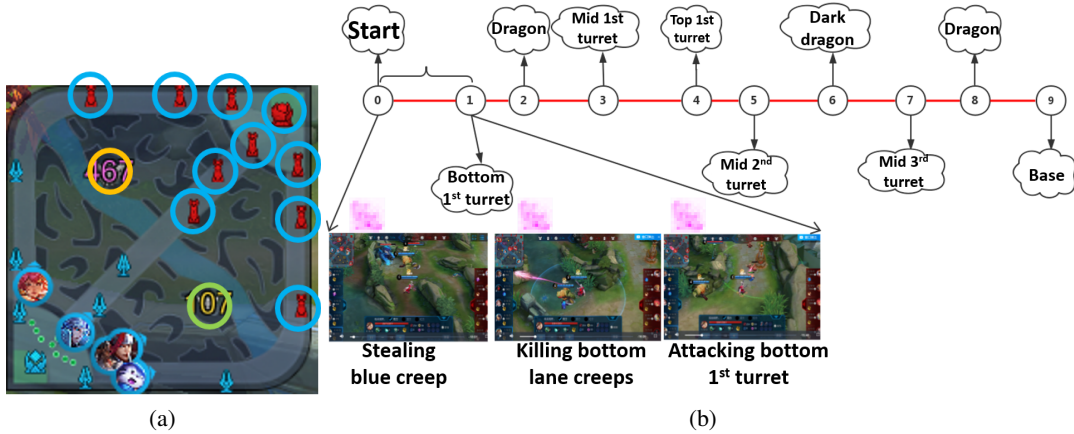 Start
Dragon
Mid 1st
turret
Top 1st
turret
Dark
dragon
Dragon
0
1
2
3
4
5
6
7
8
9
Bottom
1st turret
Mid 2nd
turret
Mid 3rd
turret
Base
467
Stealing
blue creep
Killing bottom
lane creeps
Attacking bottom
1st turret
(a)
(b)